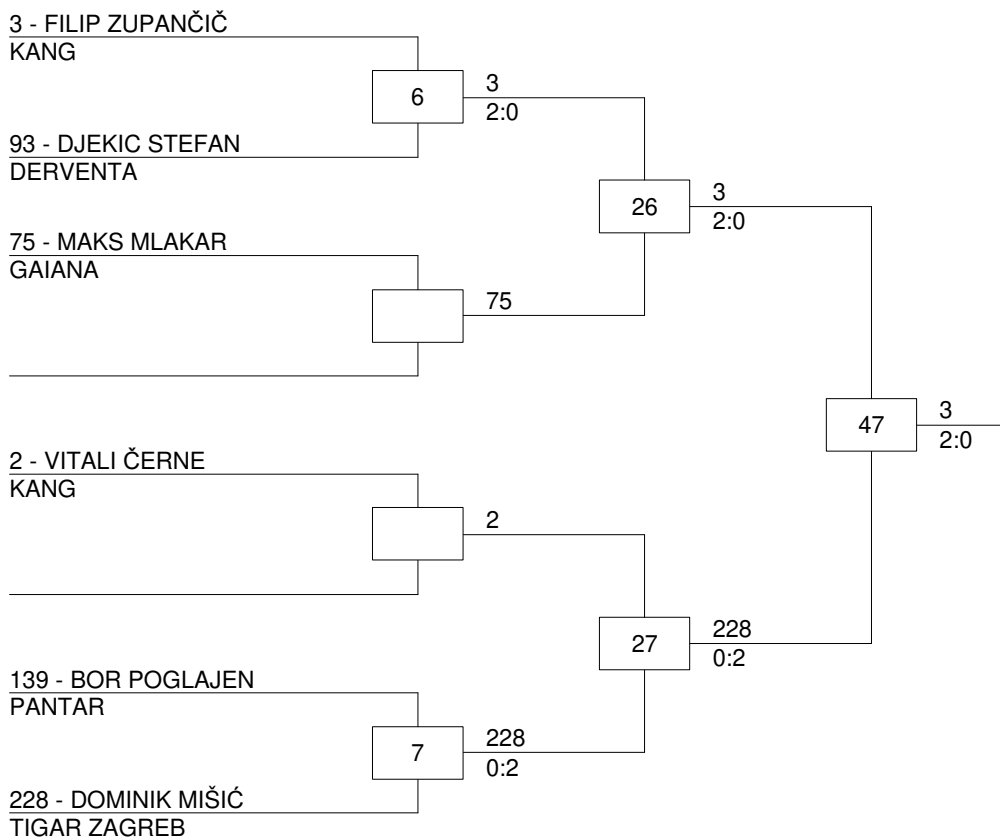 3 - FILIP ZUPANČIČ
KANG
6
3
2:0
93 - DJEKIC STEFAN
DERVENTA
26
3
2:0
75 - MAKS MLAKAR
GAIANA
75
47
3
2:0
2 - VITALI ČERNE
KANG
2
27
228
0:2
139 - BOR POGLAJEN
PANTAR
7
228
0:2
228 - DOMINIK MIŠIĆ
TIGAR ZAGREB